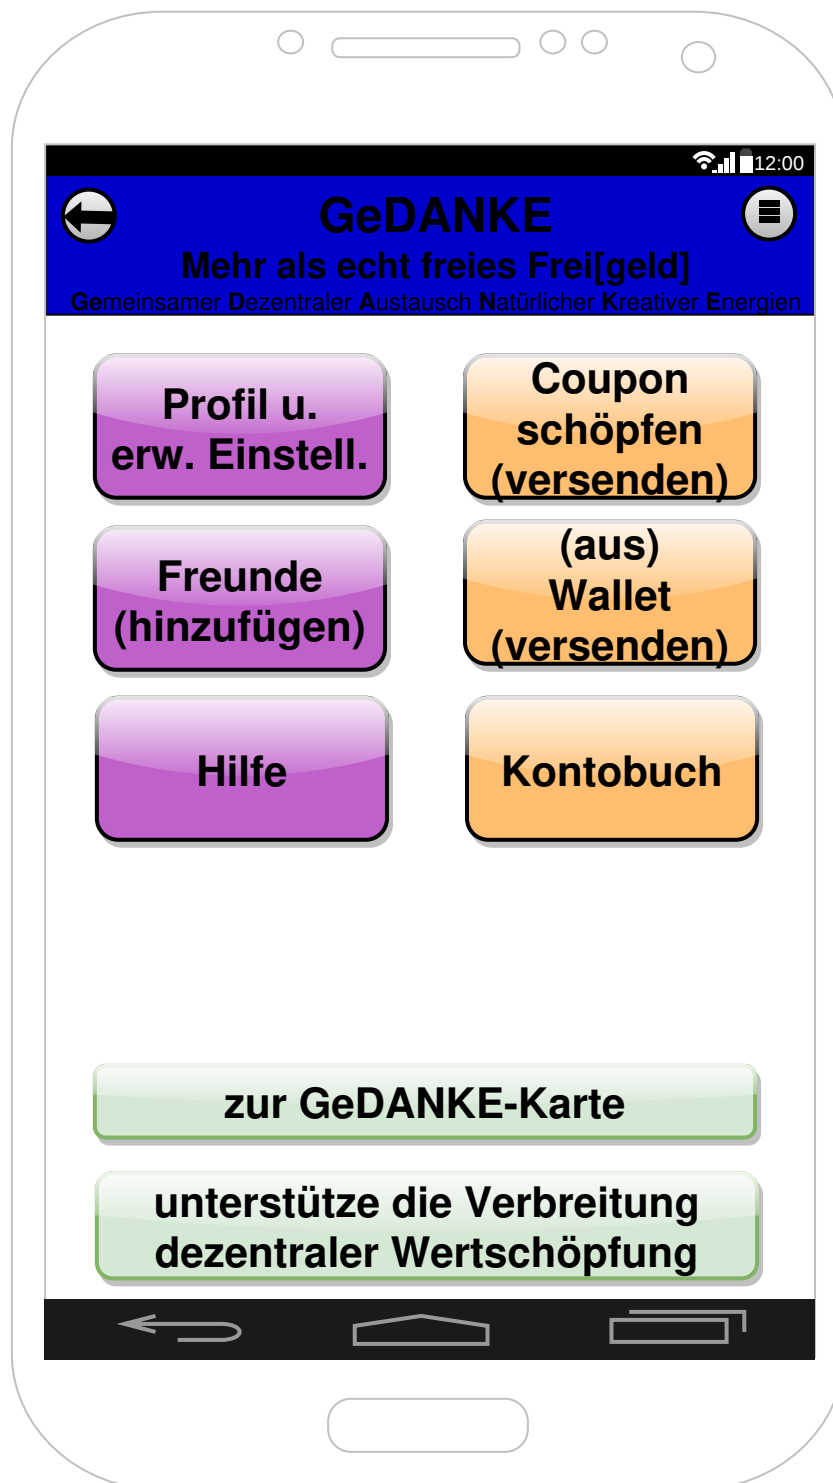 12:00
GeDANKE
Mehr als echt freies Frei[geld]
Gemeinsamer Dezentraler Austausch Natürlicher Kreativer Energien
Profil u.
erw. Einstell.
Coupon
schöpfen
(versenden)
Freunde
(hinzufügen)
(aus)
Wallet
(versenden)
Hilfe
Kontobuch
zur GeDANKE-Karte
unterstütze die Verbreitung
dezentraler Wertschöpfung